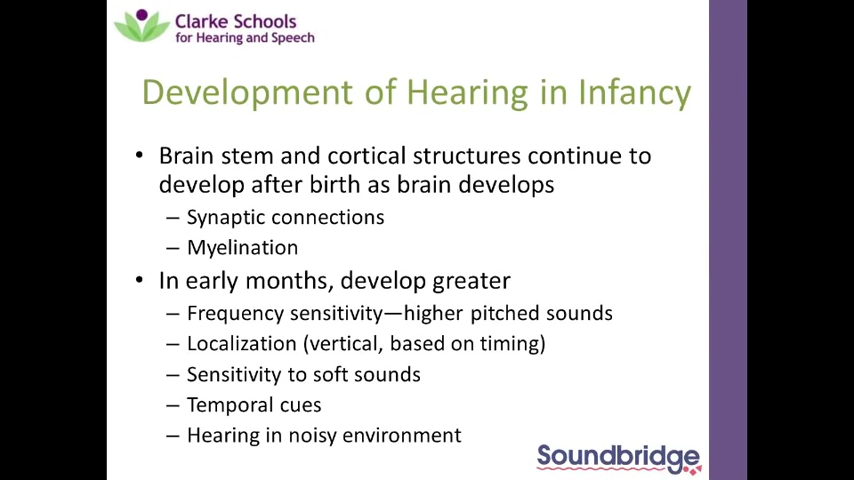 Clarke Schools
for Hearing and Speech
Development of Hearing in Infancy
• Brain stem and cortical structures continue to
develop after birth as brain develops
– Synaptic connections
– Myelination
• In early months, develop greater
– Frequency sensitivity—higher pitched sounds
– Localization (vertical, based on timing)
– Sensitivity to soft sounds
– Temporal cues
– Hearing in noisy environment
Soundbridge